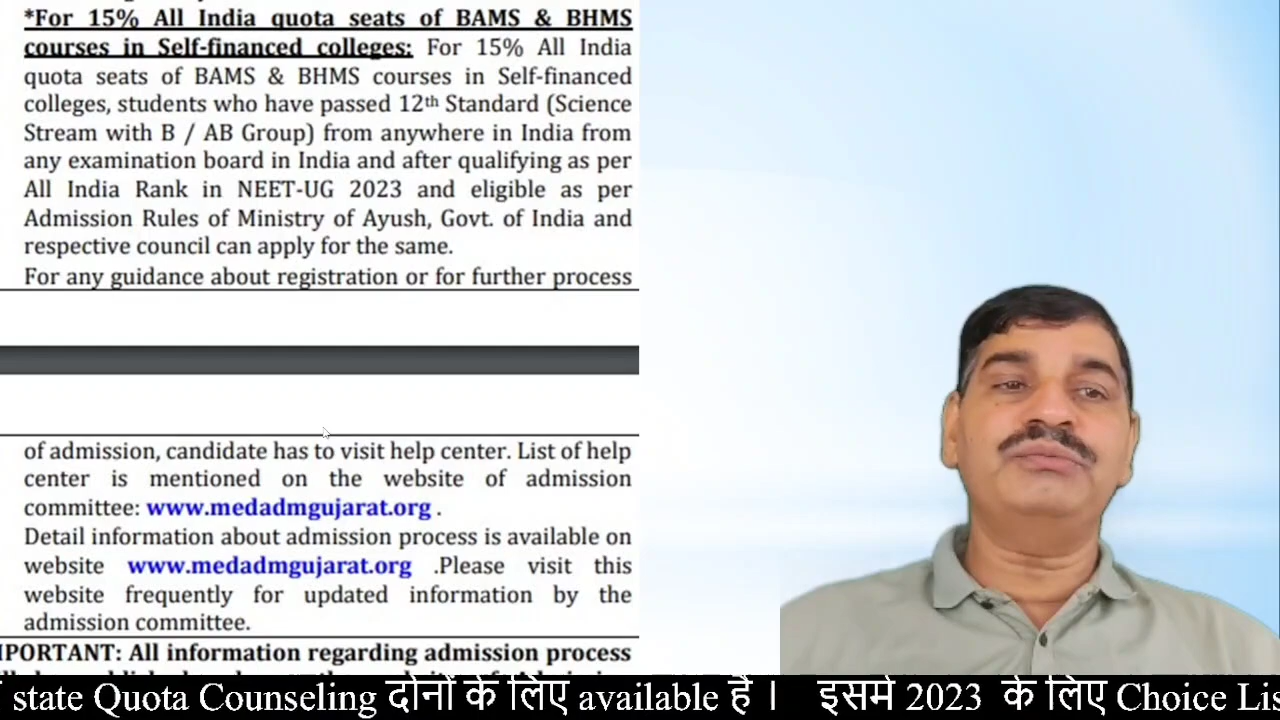 *For 15% All India quota seats of BAMS & BHMS
courses in Self-financed colleges: For 15% All India
quota seats of BAMS & BHMS courses in Self-financed
colleges, students who have passed 12th Standard (Science
Stream with B / AB Group) from anywhere in India from
any examination board in India and after qualifying as per
All India Rank in NEET-UG 2023 and eligible as per
Admission Rules of Ministry of Ayush, Govt. of India and
respective council can apply for the same.
For any guidance about registration or for further process
of admission, candidate has to visit help center. List of help
center is mentioned on the website of admission
committee: www.medadmgujarat.org .
Detail information about admission process is available on
website www.medadmgujarat.org .Please visit this
website frequently for updated information by the
admission committee.
PORTANT: All information regarding admission process
state Quota Counseling दोनों के लिए available है । इसमें 2023 के लिए Choice Lis